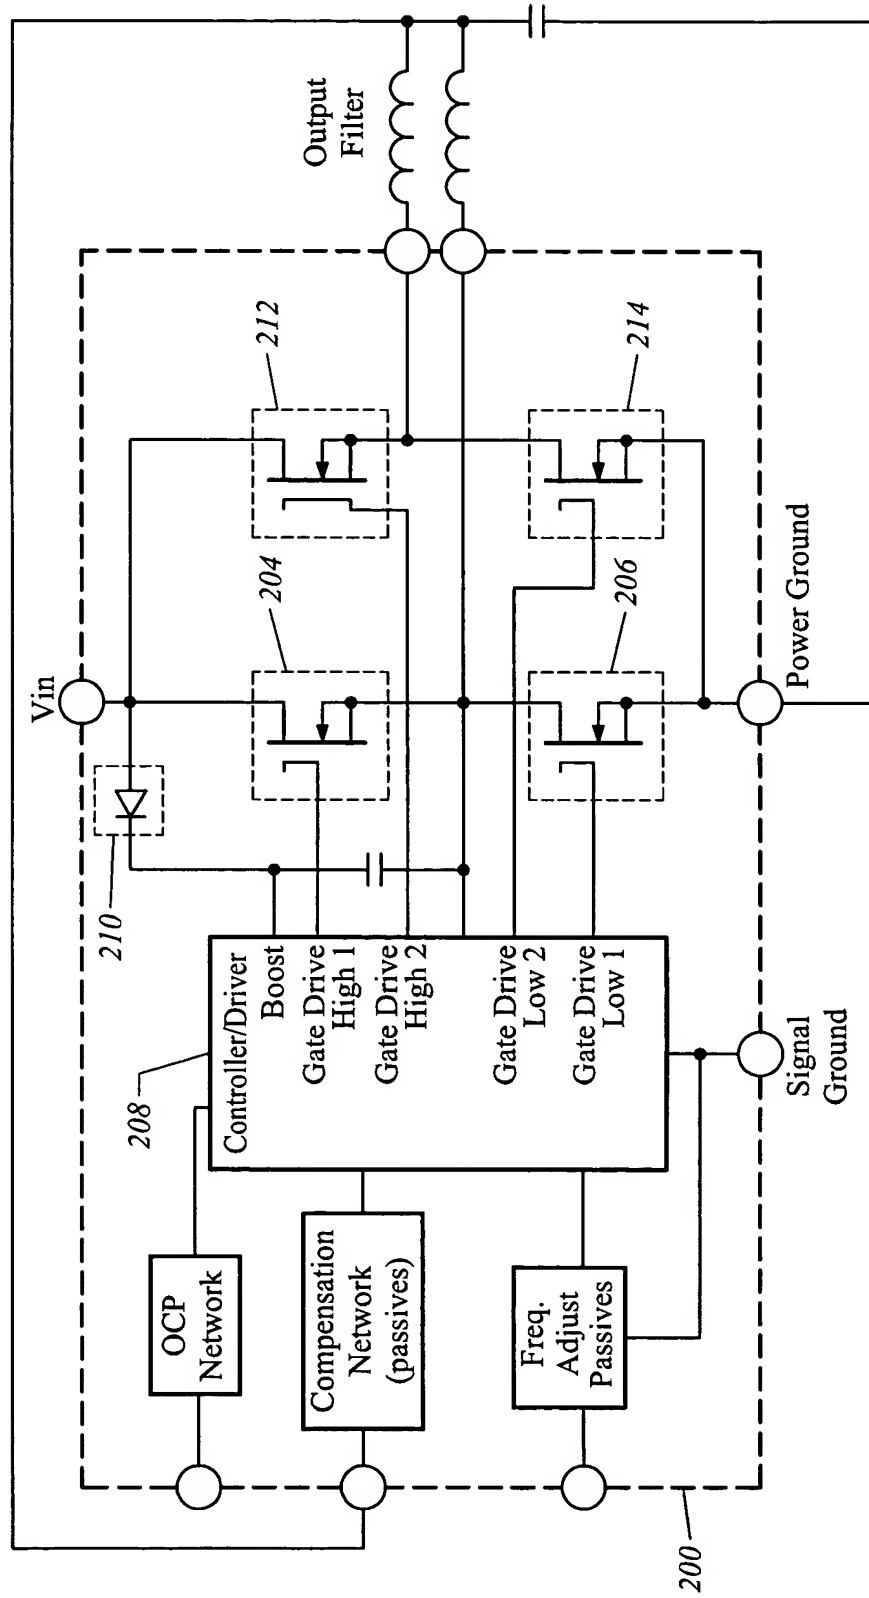 Vin
Output
Filter
210
204
212
208
Controller/Driver
Boost
Gate Drive
High 1
Gate Drive
High 2
Gate Drive
Low 2
Gate Drive
Low 1
OCP
Network
Compensation
Network
(passives)
Freq.
Adjust
Passives
206
214
200
Signal
Ground
Power Ground